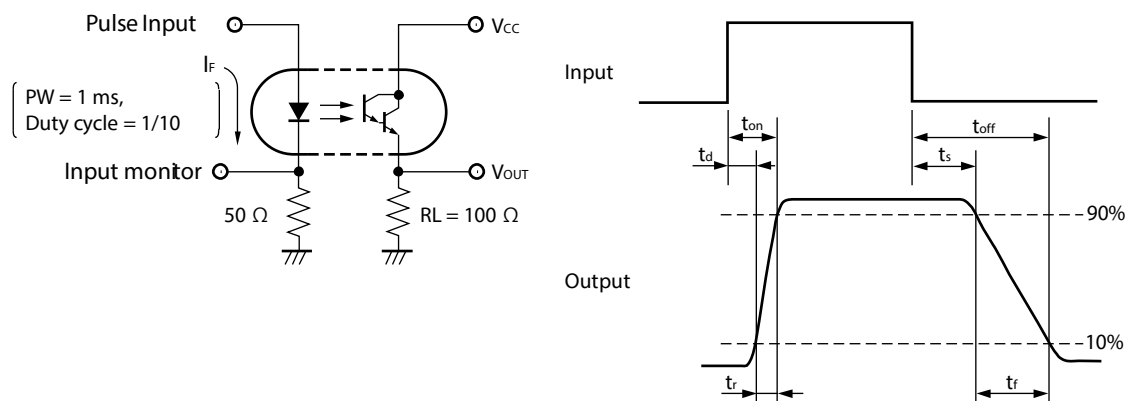 Pulse Input
VCC
IF
PW = 1 ms,
Duty cycle = 1/10
Input monitor
VOUT
50 Ω
RL = 100 Ω
Input
ton
toff
td
ts
90%
Output
10%
tr
tf